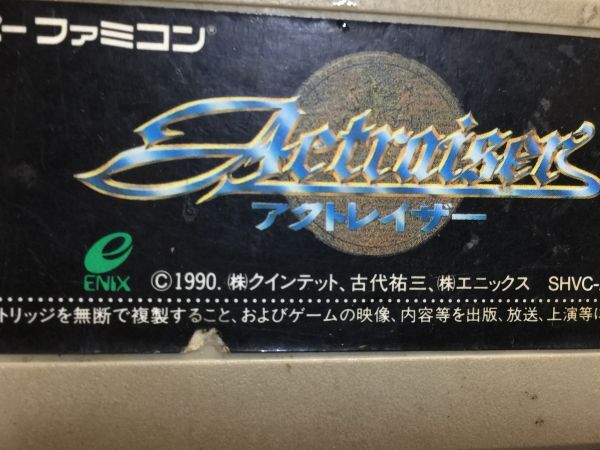 ーファミコン®
Actraiser
アクトレイザー
e
ENIX ©1990. ㈱クインテット、古代祐三、㈱エニックス SHVC-
トリッジを無断で複製すること、およびゲームの映像、内容等を出版、放送、上演等に